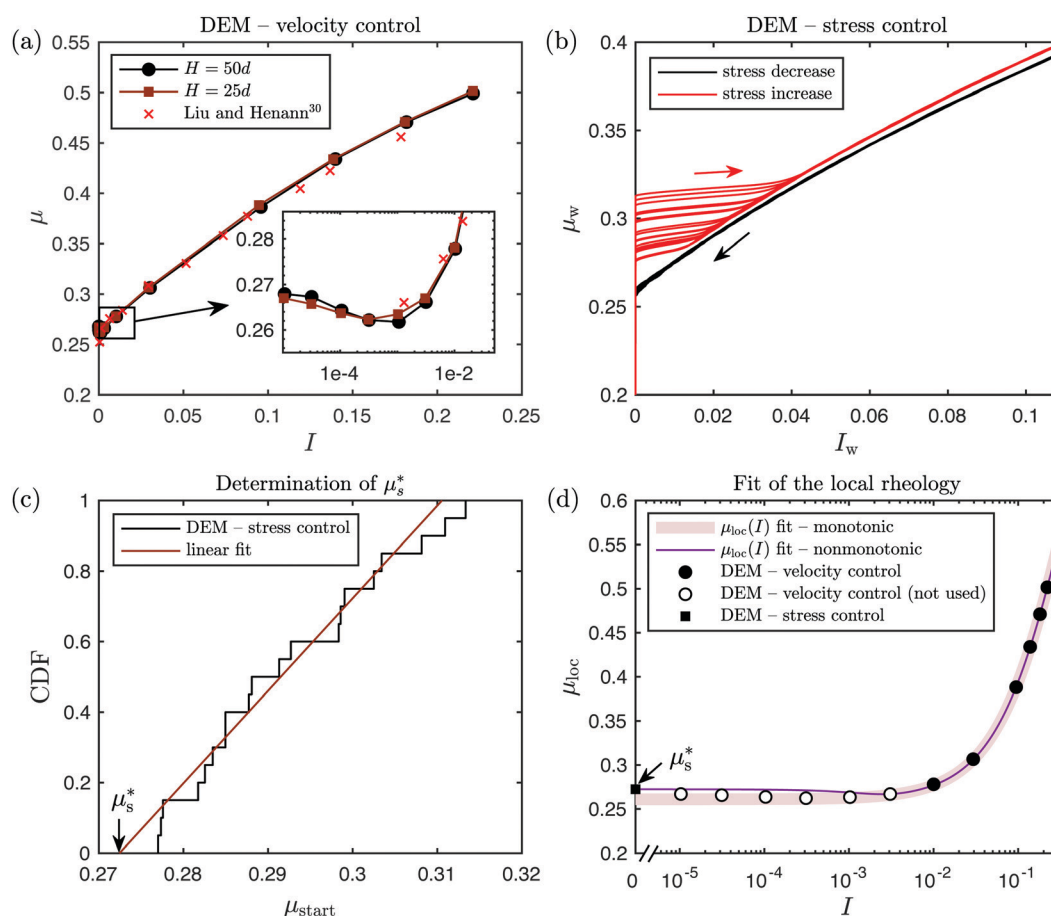 DEM – velocity control
(a)
0.55
0.5
0.45
0.4
0.35
0.3
0.25
0.2
μ
H = 50d
H = 25d
Liu and Henann³⁰
0.28
0.27
0.26
1e-4
1e-2
0
0.05
0.1
0.15
0.2
0.25
I
DEM – stress control
(b)
0.4
0.35
0.3
0.25
0.2
μw
stress decrease
stress increase
0
0.02
0.04
0.06
0.08
0.1
Iw
Determination of μs*
(c)
1
0.8
0.6
0.4
0.2
0
CDF
DEM – stress control
linear fit
μs*
0.27
0.28
0.29
0.3
0.31
0.32
μstart
Fit of the local rheology
(d)
0.6
0.55
0.5
0.45
0.4
0.35
0.3
0.25
0.2
μloc
μloc(I) fit – monotonic
μloc(I) fit – nonmonotonic
DEM – velocity control
DEM – velocity control (not used)
DEM – stress control
μs*
0
10⁻⁵
10⁻⁴
10⁻³
10⁻²
10⁻¹
I